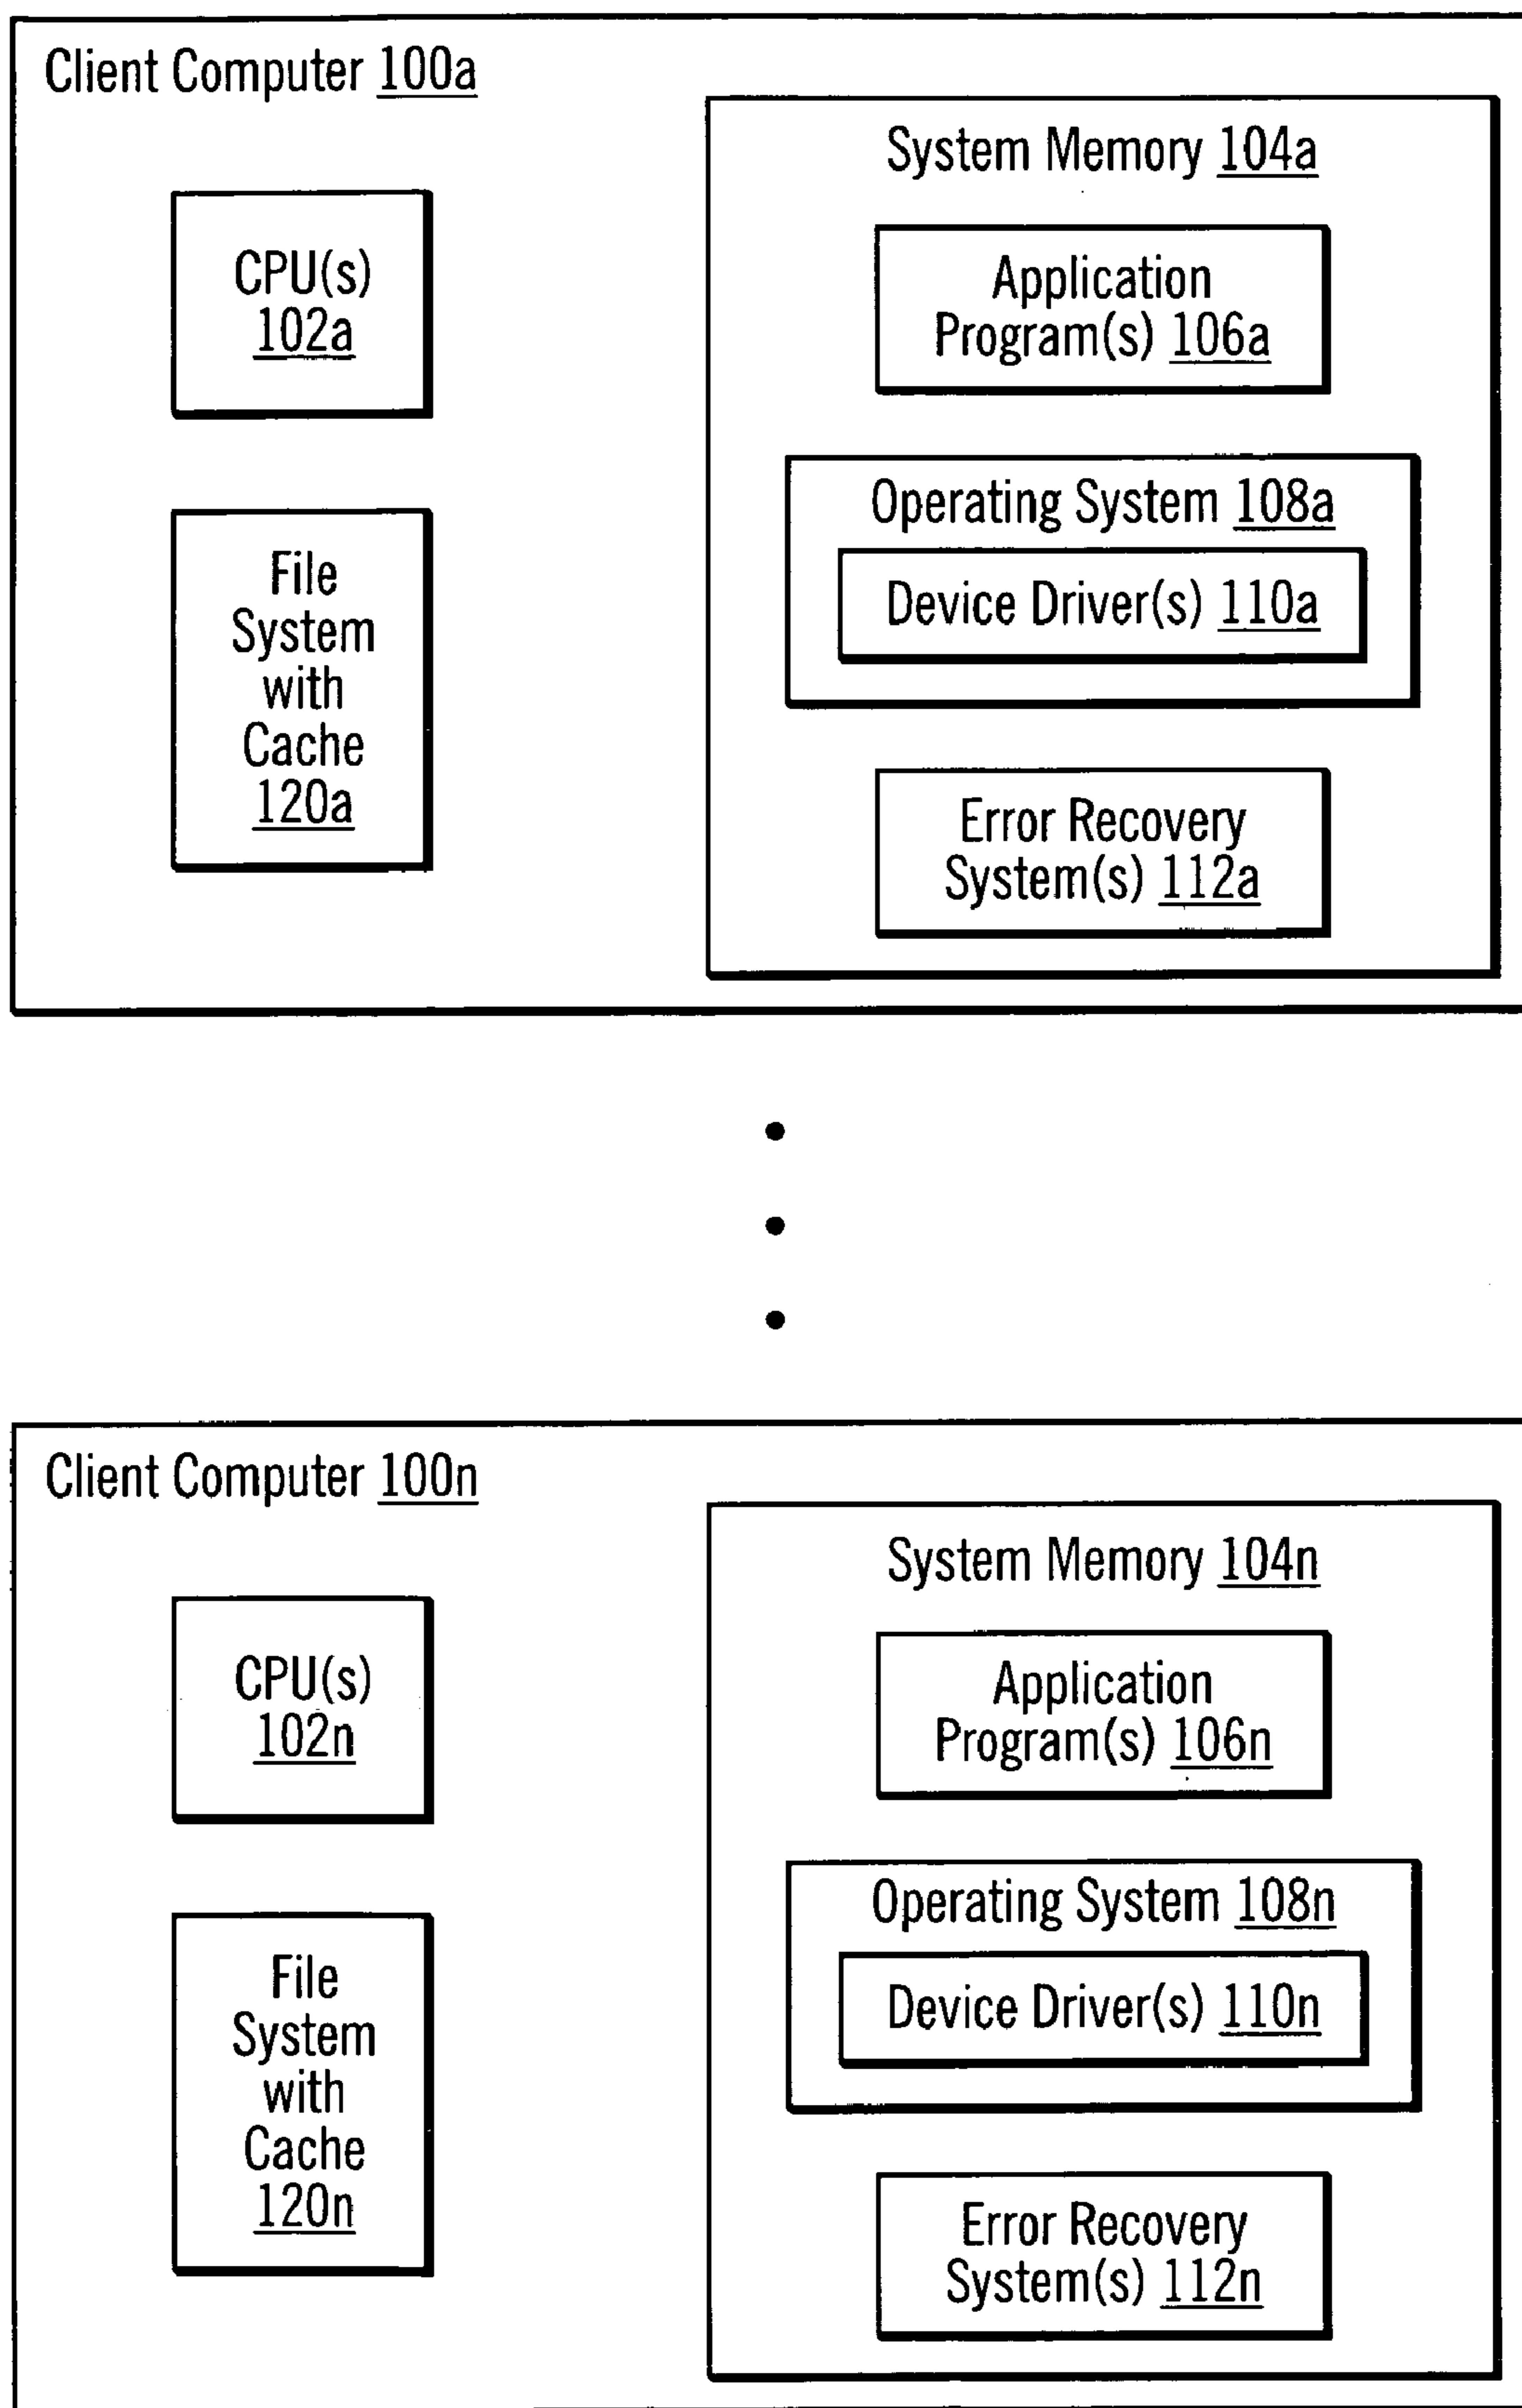 Client Computer 100a
CPU(s)
102a
File
System
with
Cache
120a
System Memory 104a
Application
Program(s) 106a
Operating System 108a
Device Driver(s) 110a
Error Recovery
System(s) 112a
Client Computer 100n
CPU(s)
102n
File
System
with
Cache
120n
System Memory 104n
Application
Program(s) 106n
Operating System 108n
Device Driver(s) 110n
Error Recovery
System(s) 112n